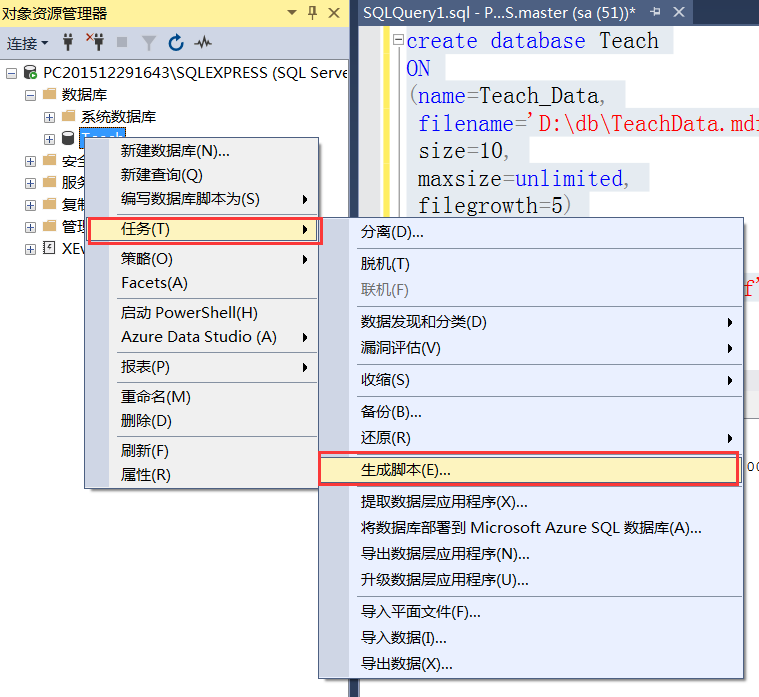 对象资源管理器
连接
PC201512291643\SQLEXPRESS (SQL Serve
数据库
系统数据库
Teach
安全
服务
复制
管理
XEv
新建数据库(N)...
新建查询(Q)
编写数据库脚本为(S)
任务(T)
策略(O)
Facets(A)
启动 PowerShell(H)
Azure Data Studio (A)
报表(P)
重命名(M)
删除(D)
刷新(F)
属性(R)
SQLQuery1.sql - P...S.master (sa (51))*
create database Teach
ON
(name=Teach_Data,
filename='D:\db\TeachData.mdf
size=10,
maxsize=unlimited,
filegrowth=5)
f'
00
分离(D)...
脱机(T)
联机(F)
数据发现和分类(D)
漏洞评估(V)
收缩(S)
备份(B)...
还原(R)
生成脚本(E)...
提取数据层应用程序(X)...
将数据库部署到 Microsoft Azure SQL 数据库(A)...
导出数据层应用程序(N)...
升级数据层应用程序(U)...
导入平面文件(F)...
导入数据(I)...
导出数据(X)...